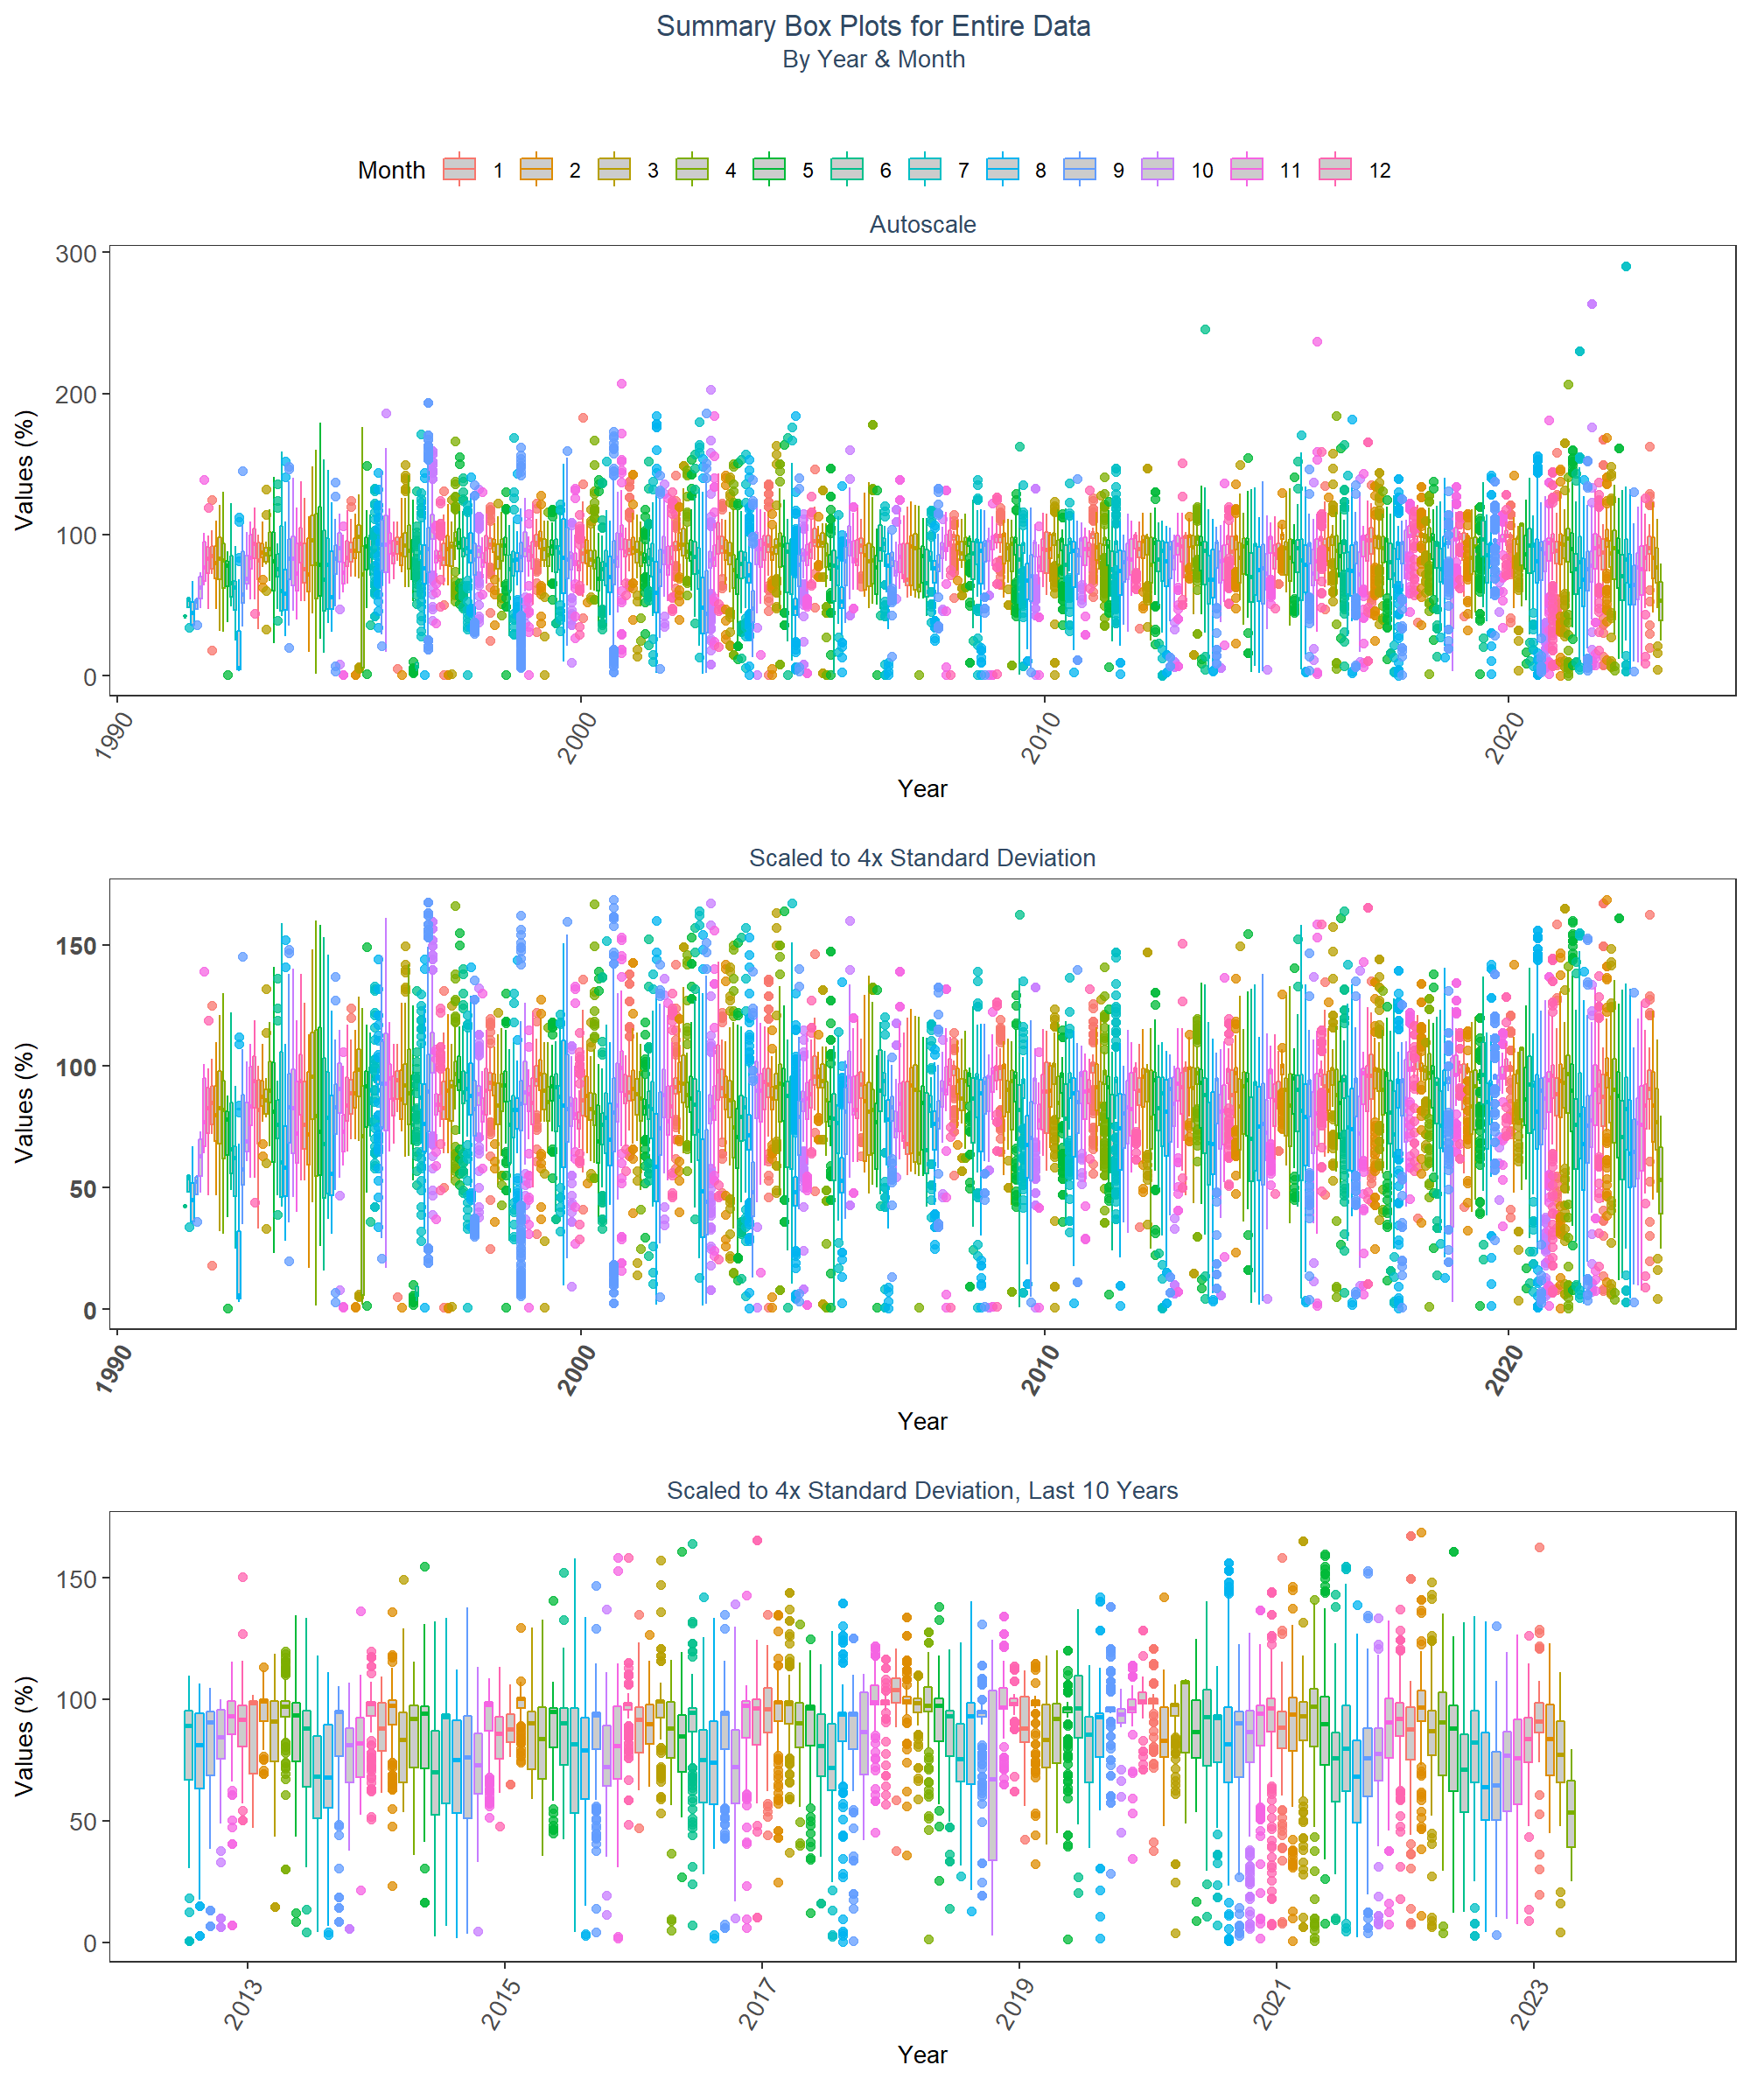 Summary Box Plots for Entire Data
By Year & Month
Month 1 2 3 4 5 6 7 8 9 10 11 12
Autoscale
Values (%)
300
200
100
0
1990 2000 2010 2020
Year
Scaled to 4x Standard Deviation
Values (%)
150
100
50
0
1990 2000 2010 2020
Year
Scaled to 4x Standard Deviation, Last 10 Years
Values (%)
150
100
50
0
2013 2015 2017 2019 2021 2023
Year